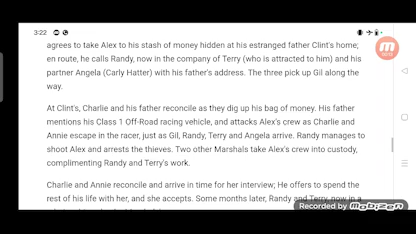 3:22
00:13
agrees to take Alex to his stash of money hidden at his estranged father Clint's home;
en route, he calls Randy, now in the company of Terry (who is attracted to him) and his
partner Angela (Carly Hatter) with his father's address. The three pick up Gil along the
way.
At Clint's, Charlie and his father reconcile as they dig up his bag of money. His father
mentions his Class 1 Off-Road racing vehicle, and attacks Alex's crew as Charlie and
Annie escape in the racer, just as Gil, Randy, Terry and Angela arrive. Randy manages to
shoot Alex and arrests the thieves. Two other Marshals take Alex's crew into custody,
complimenting Randy and Terry's work.
Charlie and Annie reconcile and arrive in time for her interview; He offers to spend the
rest of his life with her, and she accepts. Some months later, Randy and Terry, now in a
Recorded by Mobizen